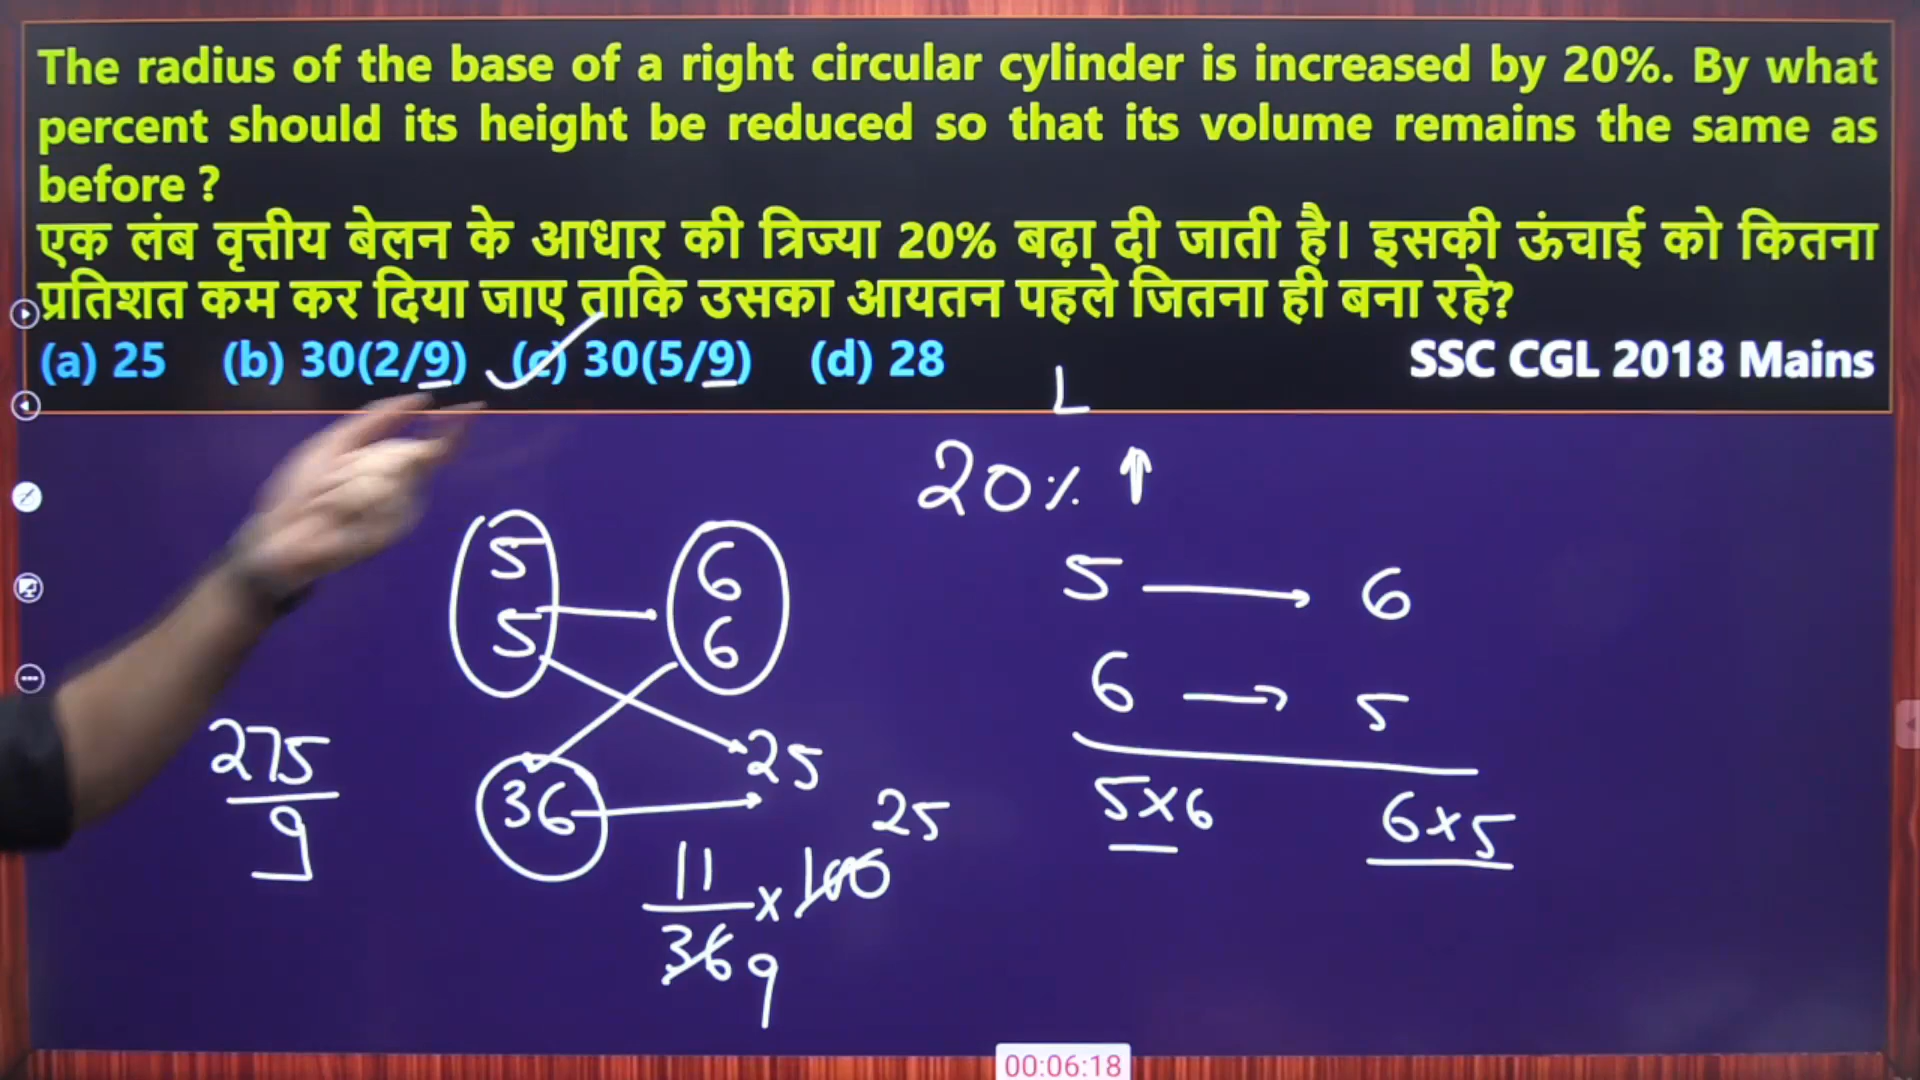 The radius of the base of a right circular cylinder is increased by 20%. By what
percent should its height be reduced so that its volume remains the same as
before ?
एक लंब वृत्तीय बेलन के आधार की त्रिज्या 20% बढ़ा दी जाती है। इसकी ऊंचाई को कितना
प्रतिशत कम कर दिया जाए ताकि उसका आयतन पहले जितना ही बना रहे?
(a) 25 (b) 30(2/9) (c) 30(5/9) (d) 28 SSC CGL 2018 Mains
L
20% ↑
5 → 6
6 → 5
5×6 6×5
5 6
5 → 6
36 → 25
11/36 × 100
25
9
275/9
00:06:18